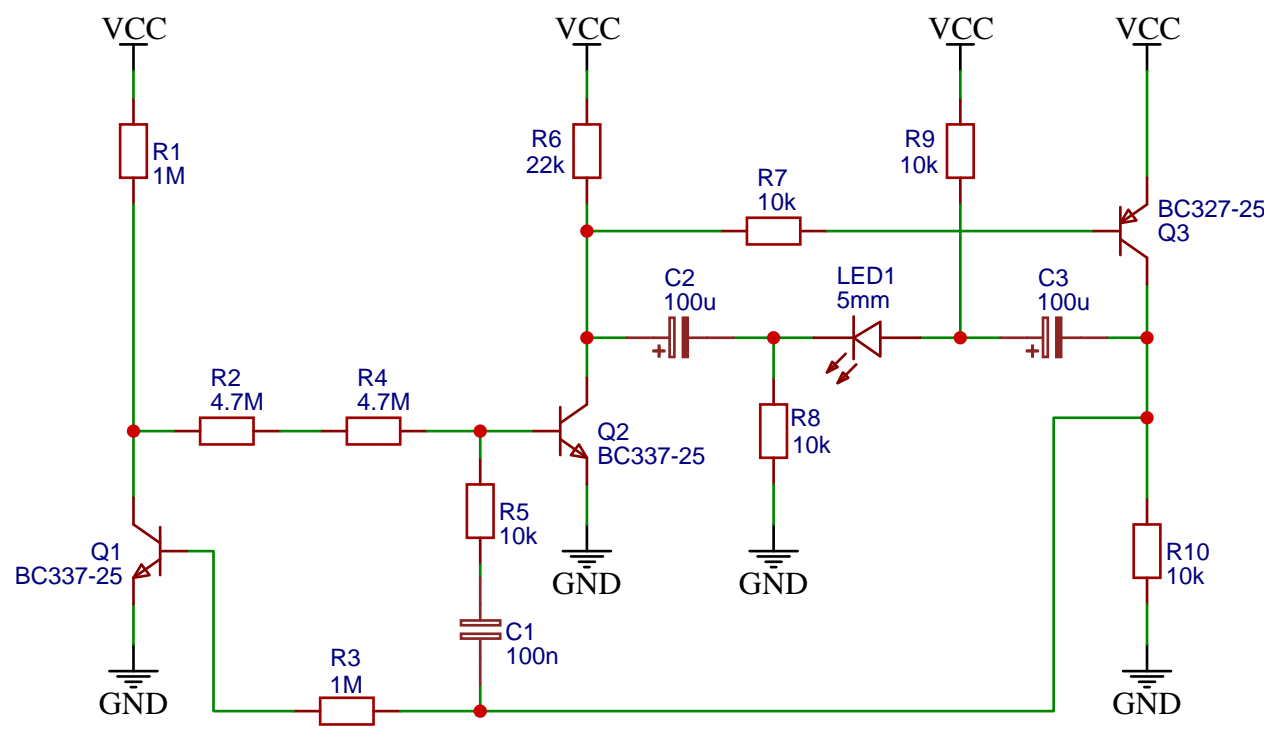 VCC
VCC
VCC
VCC
R1
1M
R6
22k
R9
10k
R7
10k
BC327-25
Q3
C2
100u
LED1
5mm
C3
100u
+
+
R2
4.7M
R4
4.7M
Q2
BC337-25
R8
10k
R5
10k
Q1
BC337-25
R10
10k
GND
GND
C1
100n
R3
1M
GND
GND